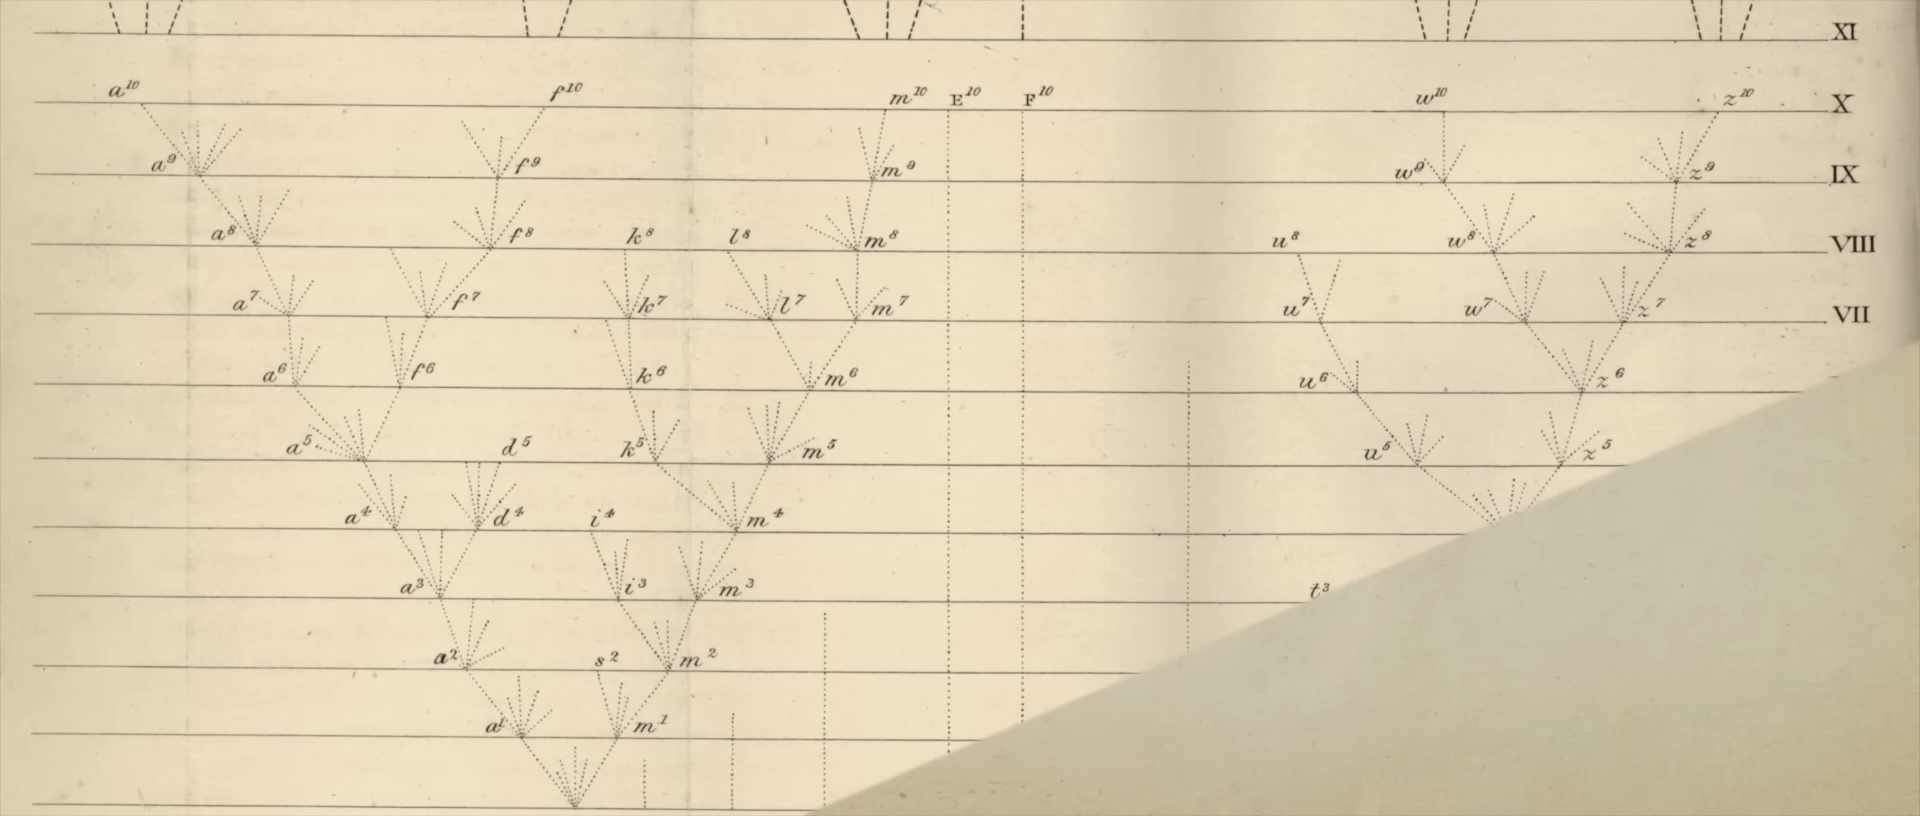 XI
a¹⁰ f¹⁰ m¹⁰ E¹⁰ F¹⁰ w¹⁰ z¹⁰ X
a⁹ f⁹ m⁹ w⁹ z⁹ IX
a⁸ f⁸ k⁸ l⁸ m⁸ u⁸ w⁸ z⁸ VIII
a⁷ f⁷ k⁷ l⁷ m⁷ u⁷ w⁷ z⁷ VII
a⁶ f⁶ k⁶ m⁶ u⁶ z⁶
a⁵ d⁵ k⁵ m⁵ u⁵ z⁵
a⁴ d⁴ i⁴ m⁴
a³ i³ m³ t³
a² s² m²
a¹ m¹